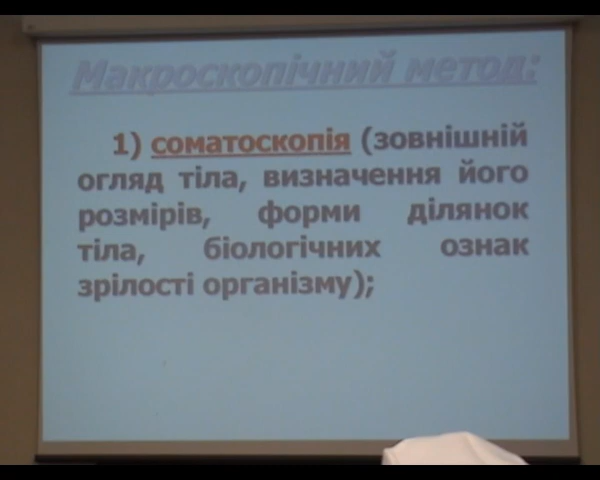 Макроскопічний метод:
1) соматоскопія (зовнішній
огляд тіла, визначення його
розмірів, форми ділянок
тіла, біологічних ознак
зрілості організму);